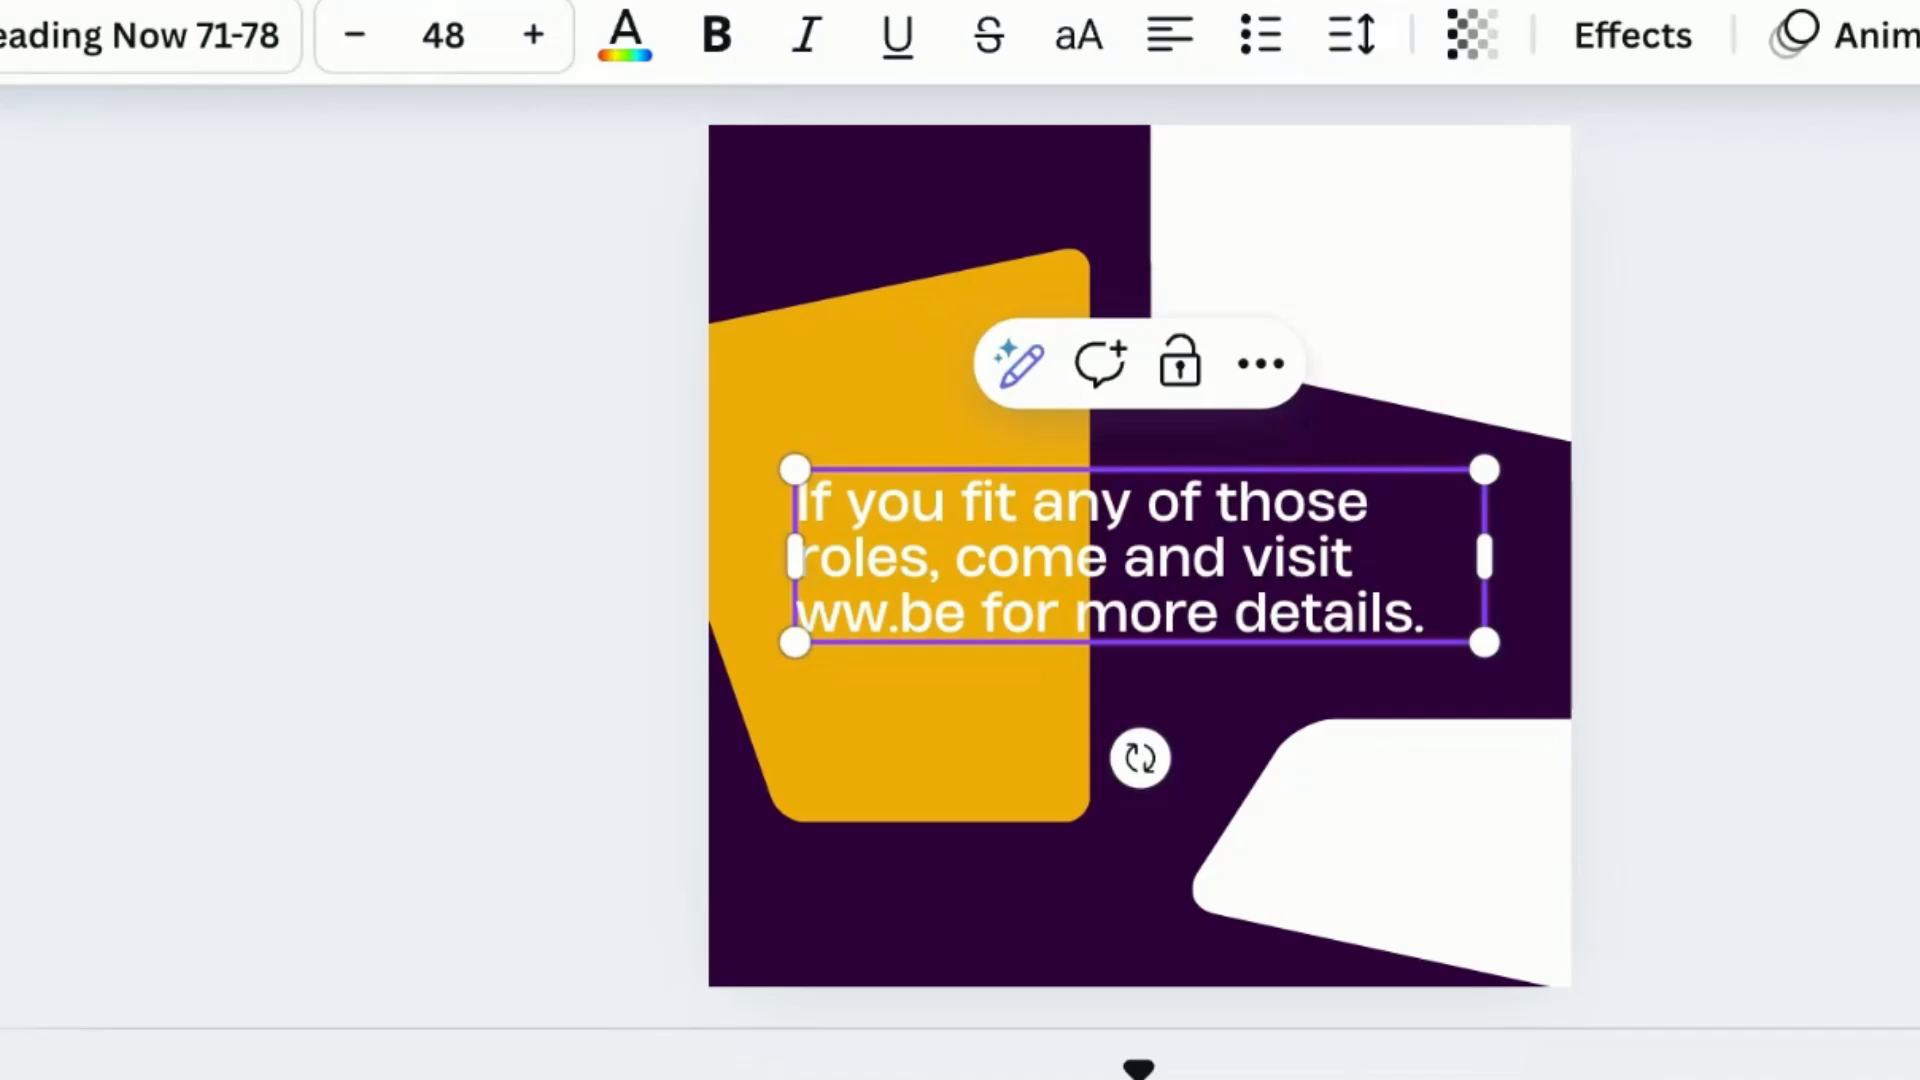 eading Now 71-78 − 48 + A B I U S aA Effects Anim
If you fit any of those
roles, come and visit
ww.be for more details.